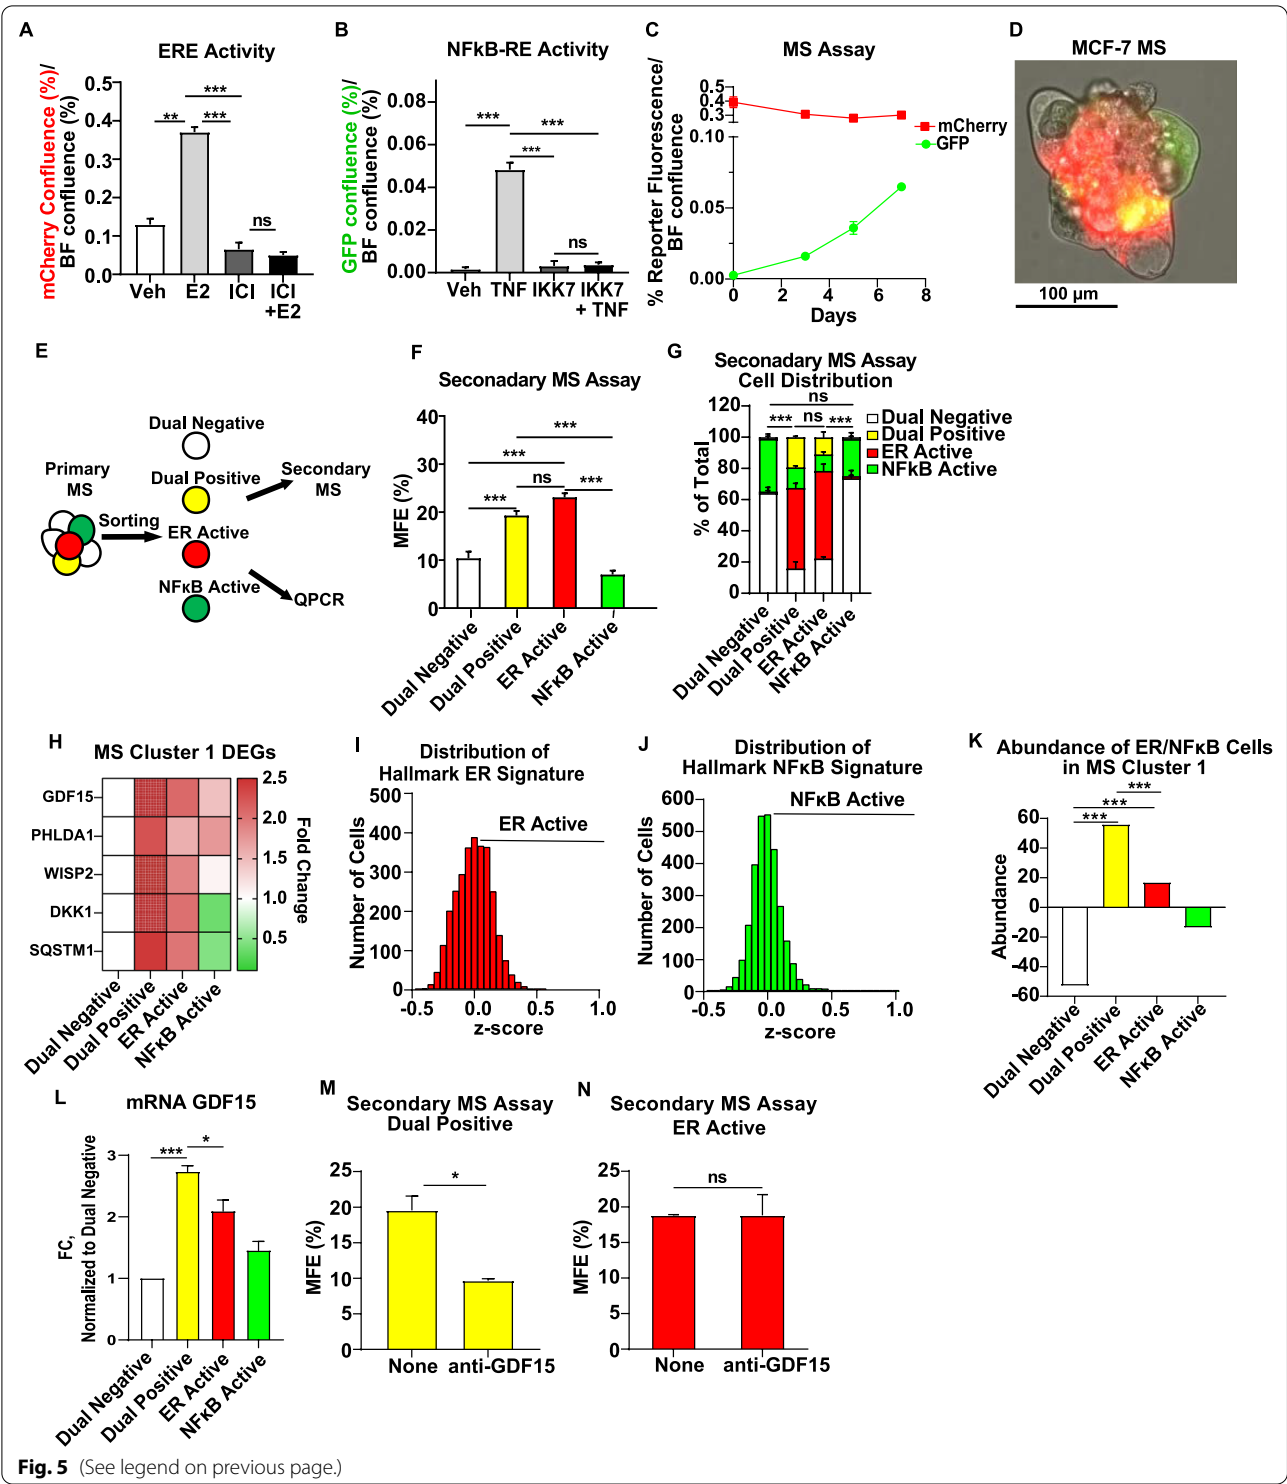 A
ERE Activity
mCherry Confluence (%)/
BF confluence (%)
0.5
0.4
0.3
0.2
0.1
0.0
***
**
***
ns
Veh
E2
ICI
ICI
+E2
B
NFkB-RE Activity
GFP confluence (%)/
BF confluence (%)
0.08
0.06
0.04
0.02
0.00
***
***
***
ns
Veh
TNF
IKK7
IKK7
+ TNF
C
MS Assay
% Reporter Fluorescence/
BF confluence
0.5
0.4
0.3
0.10
0.05
0.00
0
2
4
6
8
Days
mCherry
GFP
D
MCF-7 MS
100 µm
E
Primary
MS
Sorting
Dual Negative
Dual Positive
ER Active
NFκB Active
Secondary
MS
QPCR
F
Seconadary MS Assay
MFE (%)
40
30
20
10
0
***
***
***
ns
***
Dual Negative
Dual Positive
ER Active
NFκB Active
G
Seconadary MS Assay
Cell Distribution
% of Total
120
100
80
60
40
20
0
ns
***
ns
***
Dual Negative
Dual Positive
ER Active
NFκB Active
Dual Negative
Dual Positive
ER Active
NFkB Active
H
MS Cluster 1 DEGs
GDF15
PHLDA1
WISP2
DKK1
SQSTM1
Dual Negative
Dual Positive
ER Active
NFκB Active
2.5
2.0
1.5
1.0
0.5
Fold Change
I
Distribution of
Hallmark ER Signature
Number of Cells
500
400
300
200
100
0
ER Active
-0.5
0.0
0.5
1.0
z-score
J
Distribution of
Hallmark NFκB Signature
Number of Cells
600
500
400
300
200
100
0
NFκB Active
-0.5
0.0
0.5
1.0
z-score
K
Abundance of ER/NFκB Cells
in MS Cluster 1
Abundance
60
20
-20
-60
***
***
***
Dual Negative
Dual Positive
ER Active
NFκB Active
L
mRNA GDF15
FC,
Normalized to Dual Negative
3
2
1
0
***
*
Dual Negative
Dual Positive
ER Active
NFκB Active
M
Secondary MS Assay
Dual Positive
MFE (%)
25
20
15
10
5
0
*
None
anti-GDF15
N
Secondary MS Assay
ER Active
MFE (%)
25
20
15
10
5
0
ns
None
anti-GDF15
Fig. 5 (See legend on previous page.)